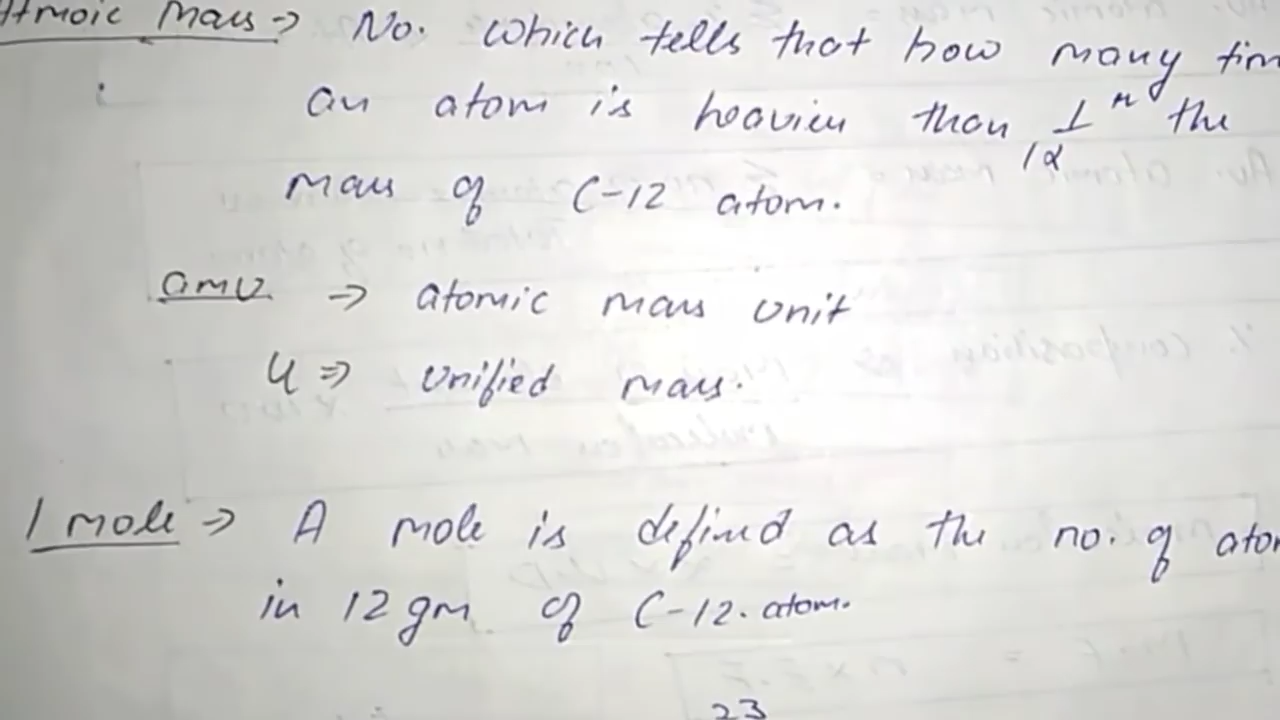 Atmoic Mass → No. which tells that how many tim
an atom is heavier than 1/12 th the
mass of C-12 atom.
amu → atomic mass unit
u ⇒ unified mass.
1 mole → A mole is defined as the no. of ato
in 12 gm of C-12. atom.
23